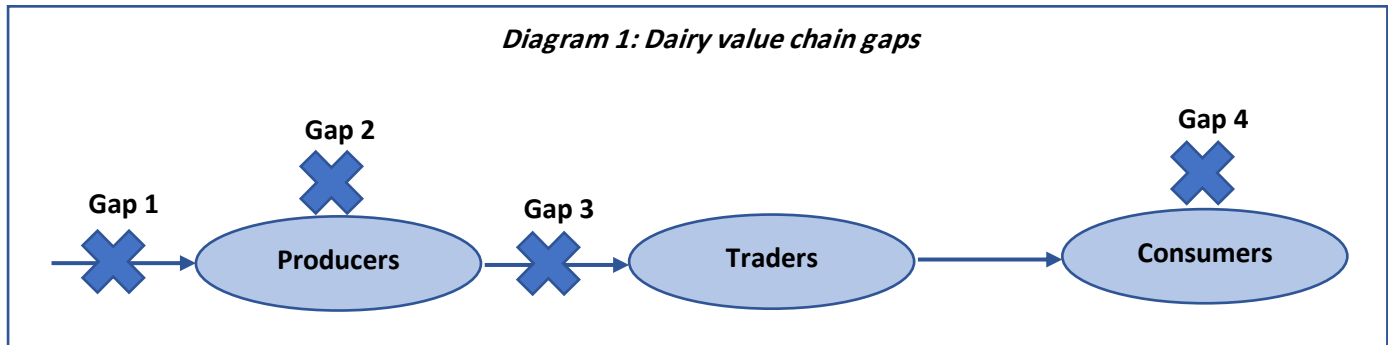 Diagram 1: Dairy value chain gaps
Gap 2
Gap 4
Gap 1
Gap 3
Producers
Traders
Consumers